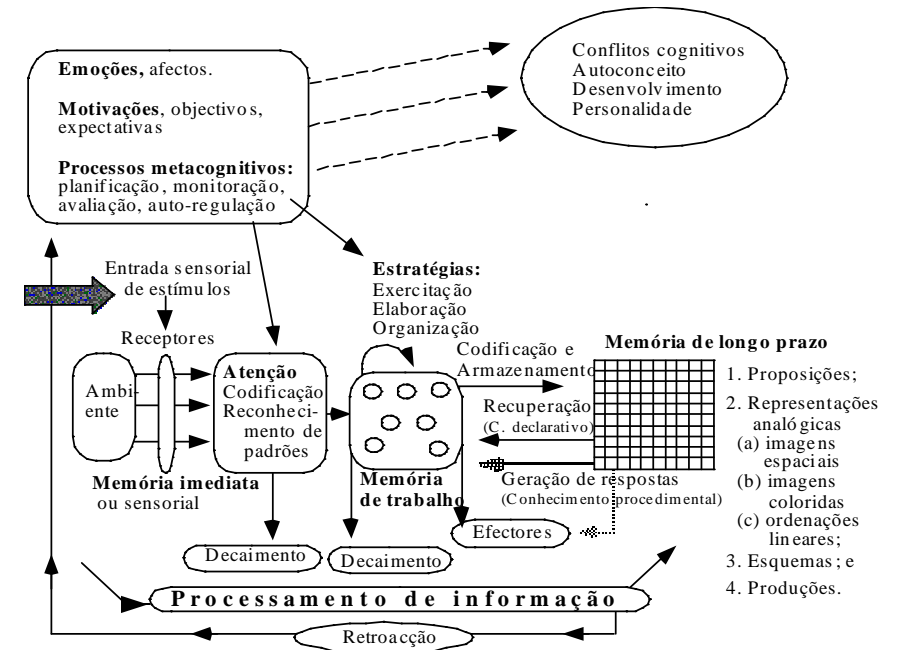 Emoções, afectos.
Motivações, objectivos,
expectativas
Processos metacognitivos:
planificação, monitoração,
avaliação, auto-regulação
Conflitos cognitivos
Autoconceito
Desenvolvimento
Personalidade
Entrada sensorial
de estímulos
Receptores
Estratégias:
Exercitação
Elaboração
Organização
Ambi-
ente
Memória imediata
ou sensorial
Atenção
Codificação
Reconheci-
mento de
padrões
Memória
de trabalho
Codificação e
Armazenamento
Recuperação
(C. declarativo)
Geração de respostas
(Conhecimento procedimental)
Memória de longo prazo
1. Proposições;
2. Representações
analógicas
(a) imagens
espaciais
(b) imagens
coloridas
(c) ordenações
lineares;
3. Esquemas; e
4. Produções.
Efectores
Decaimento
Decaimento
Processamento de informação
Retroacção